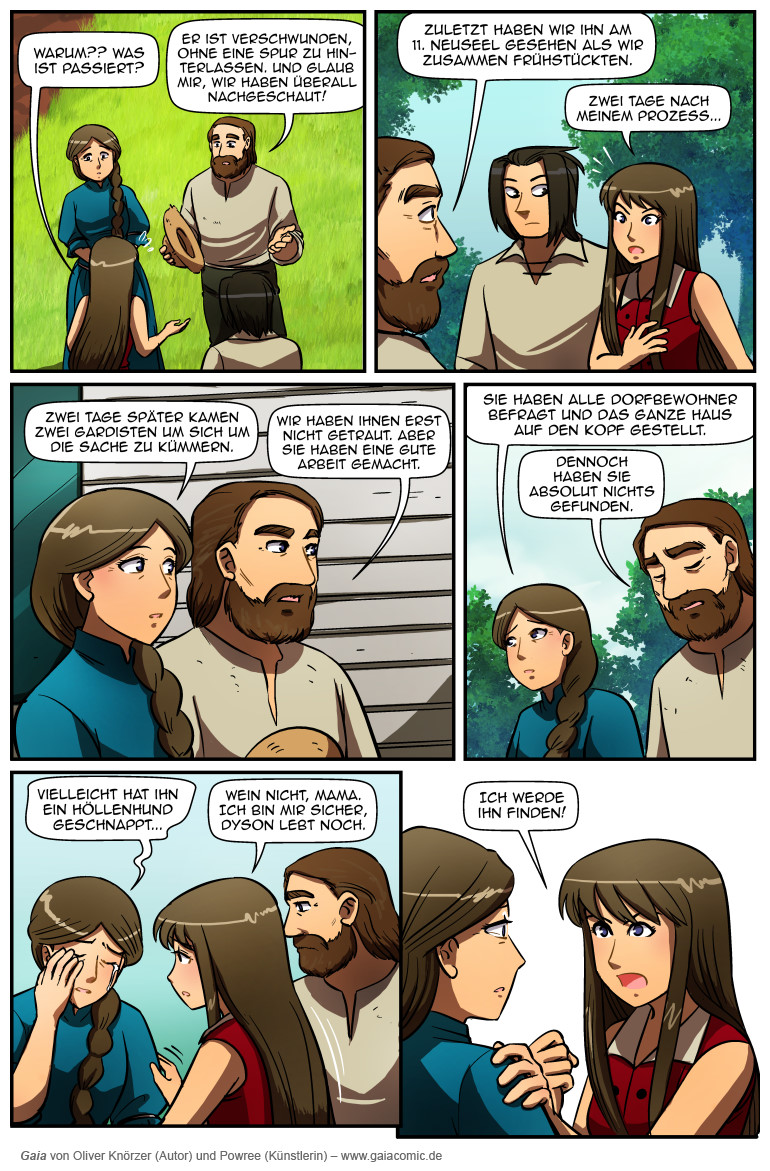 WARUM?? WAS
IST PASSIERT?
ER IST VERSCHWUNDEN,
OHNE EINE SPUR ZU HIN-
TERLASSEN. UND GLAUB
MIR, WIR HABEN ÜBERALL
NACHGESCHAUT!
ZULETZT HABEN WIR IHN AM
11. NEUSEEL GESEHEN ALS WIR
ZUSAMMEN FRÜHSTÜCKTEN.
ZWEI TAGE NACH
MEINEM PROZESS...
ZWEI TAGE SPÄTER KAMEN
ZWEI GARDISTEN UM SICH UM
DIE SACHE ZU KÜMMERN.
WIR HABEN IHNEN ERST
NICHT GETRAUT. ABER
SIE HABEN EINE GUTE
ARBEIT GEMACHT.
SIE HABEN ALLE DORFBEWOHNER
BEFRAGT UND DAS GANZE HAUS
AUF DEN KOPF GESTELLT.
DENNOCH
HABEN SIE
ABSOLUT NICHTS
GEFUNDEN.
VIELLEICHT HAT IHN
EIN HÖLLENHUND
GESCHNAPPT...
WEIN NICHT, MAMA.
ICH BIN MIR SICHER,
DYSON LEBT NOCH.
ICH WERDE
IHN FINDEN!
Gaia von Oliver Knörzer (Autor) und Powree (Künstlerin) – www.gaiacomic.de